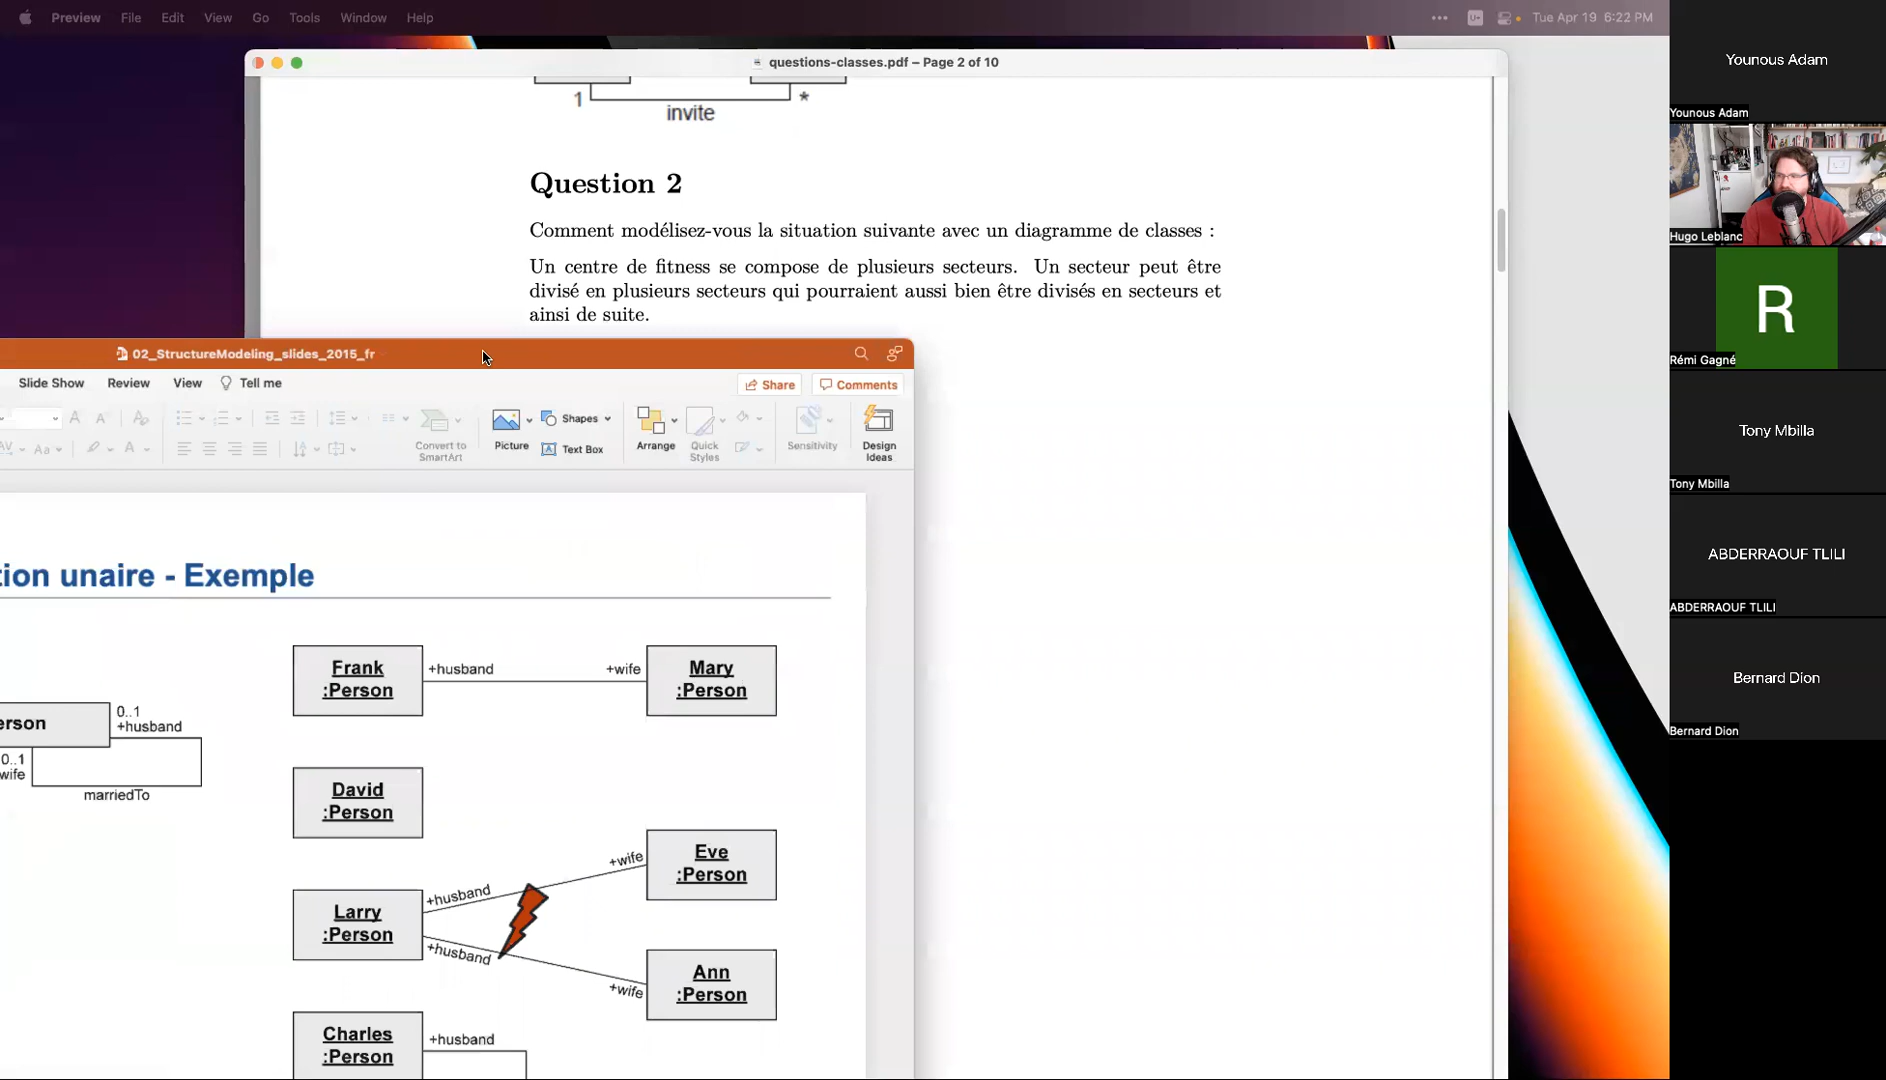 Preview File Edit View Go Tools Window Help
••• Tue Apr 19 6:22 PM
questions-classes.pdf – Page 2 of 10
1 *
invite
Question 2
Comment modélisez-vous la situation suivante avec un diagramme de classes :
Un centre de fitness se compose de plusieurs secteurs. Un secteur peut être
divisé en plusieurs secteurs qui pourraient aussi bien être divisés en secteurs et
ainsi de suite.
02_StructureModeling_slides_2015_fr
Slide Show Review View Tell me
Share Comments
Convert to
SmartArt
Picture
Shapes
Text Box
Arrange
Quick
Styles
Sensitivity
Design
Ideas
tion unaire - Exemple
erson
0..1
+husband
0..1
wife
marriedTo
Frank
:Person
+husband +wife
Mary
:Person
David
:Person
Larry
:Person
+husband +wife
Eve
:Person
+husband
+wife
Ann
:Person
Charles
:Person
+husband
Younous Adam
Younous Adam
Hugo Leblanc
R
Rémi Gagné
Tony Mbilla
Tony Mbilla
ABDERRAOUF TLILI
ABDERRAOUF TLILI
Bernard Dion
Bernard Dion